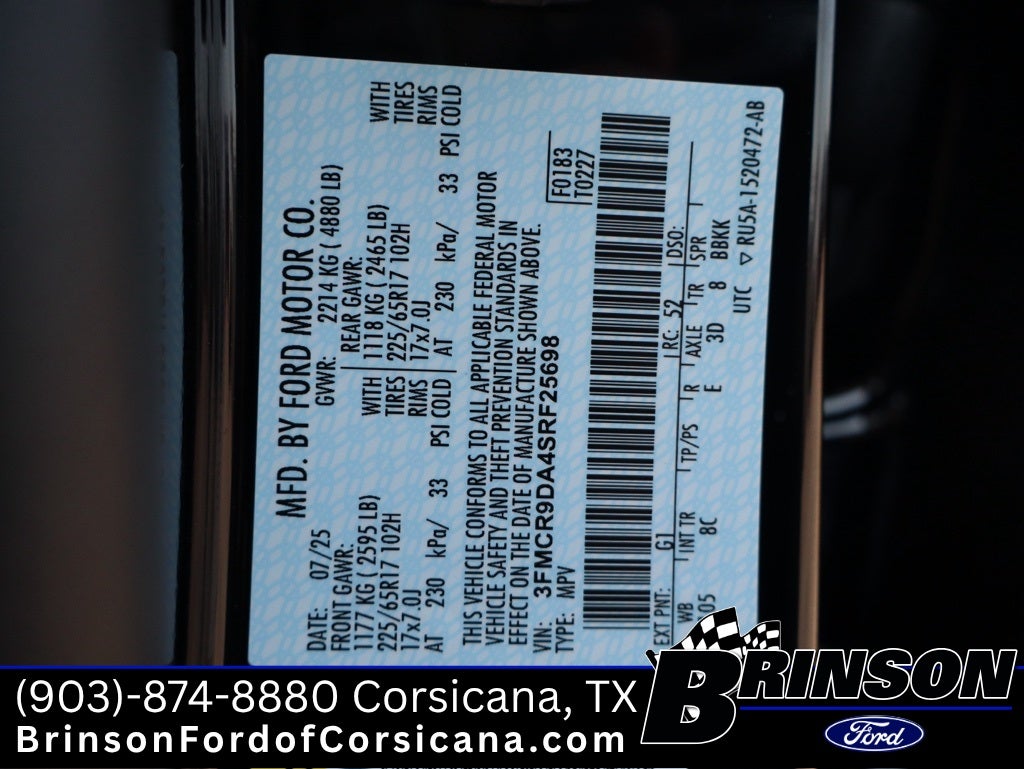 MFD. BY FORD MOTOR CO.
DATE: 07/25 GVWR: 2214 KG ( 4880 LB)
FRONT GAWR: REAR GAWR:
1177 KG ( 2595 LB) WITH 1118 KG ( 2465 LB) WITH
225/65R17 102H TIRES 225/65R17 102H TIRES
17x7.0J RIMS 17x7.0J RIMS
AT 230 kPa/ 33 PSI COLD AT 230 kPa/ 33 PSI COLD
THIS VEHICLE CONFORMS TO ALL APPLICABLE FEDERAL MOTOR
VEHICLE SAFETY AND THEFT PREVENTION STANDARDS IN
EFFECT ON THE DATE OF MANUFACTURE SHOWN ABOVE.
VIN: 3FMCR9DA4SRF25698
TYPE: MPV
F0183
T0227
EXT PNT: G1 RC: 52 DSO:
WB INT TR TP/PS R AXLE TR SPR
8C E 3D 8 BBKK
UTC ▽ RU5A-1520472-AB
(903)-874-8880 Corsicana, TX
BrinsonFordofCorsicana.com
BRINSON
Ford